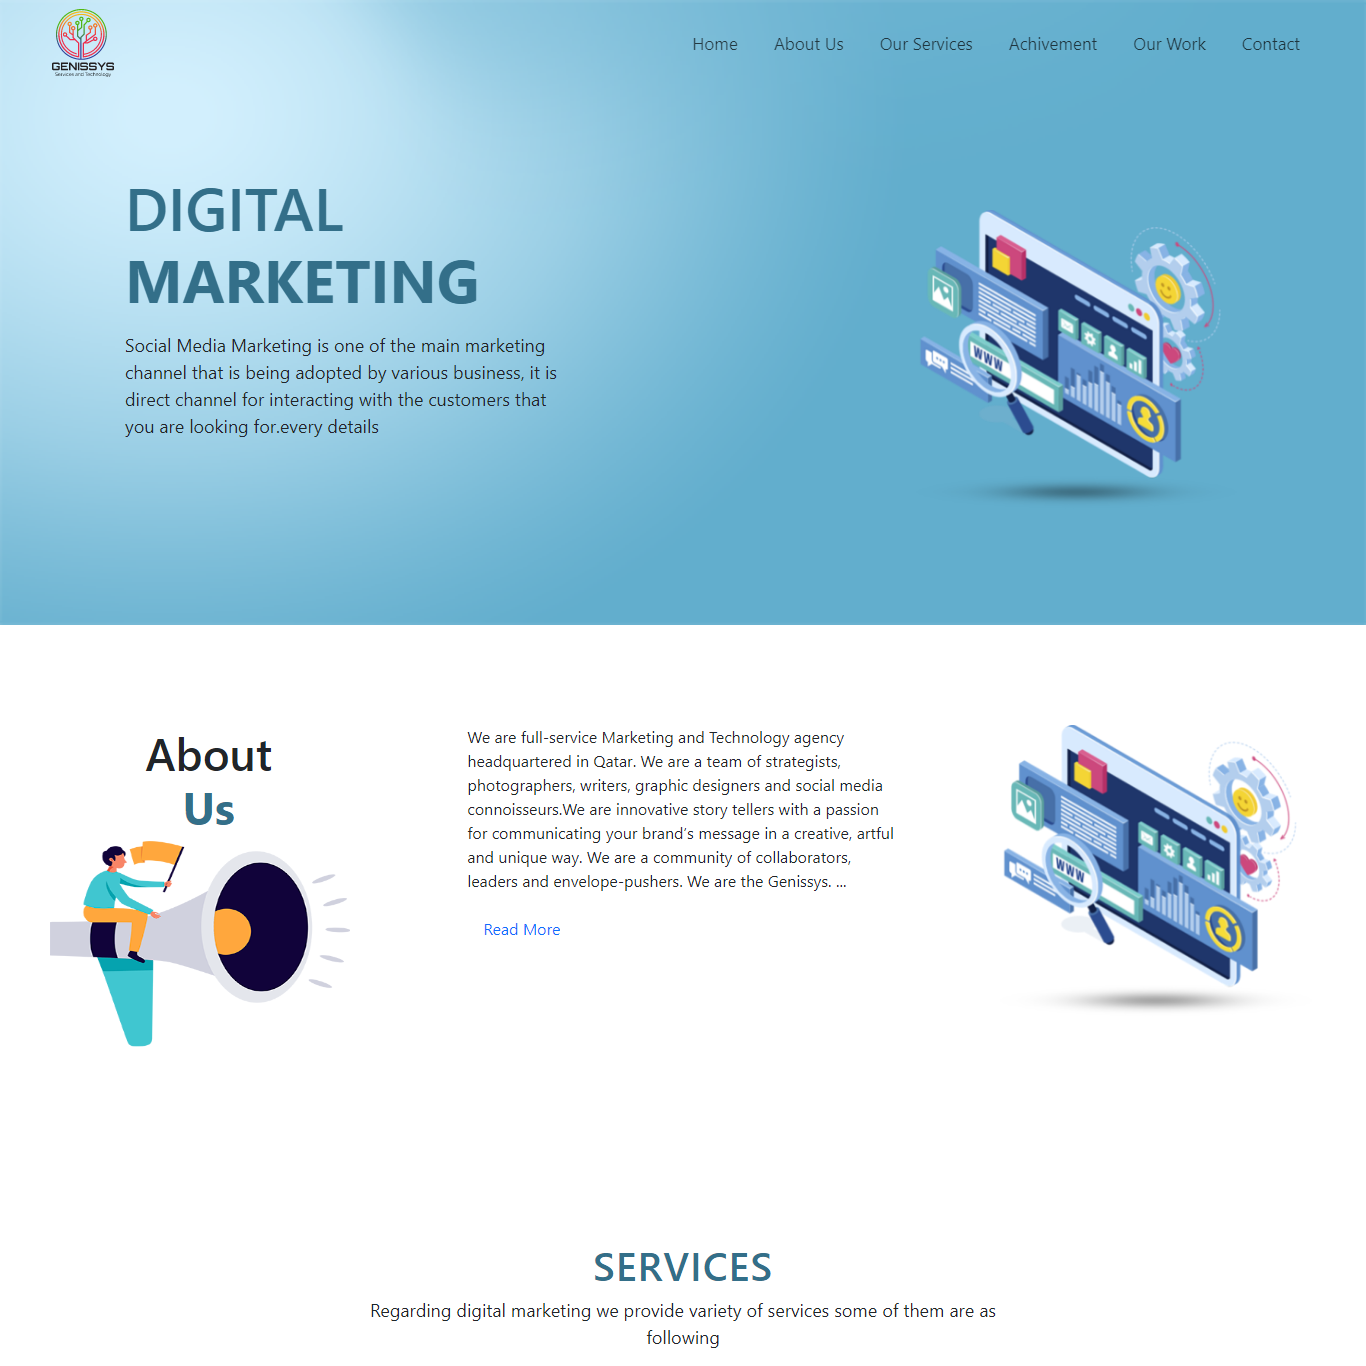 GENISSYS
Services and Technology
Home
About Us
Our Services
Achivement
Our Work
Contact
DIGITAL
MARKETING
Social Media Marketing is one of the main marketing
channel that is being adopted by various business, it is
direct channel for interacting with the customers that
you are looking for.every details
WWW
About
Us
We are full-service Marketing and Technology agency
headquartered in Qatar. We are a team of strategists,
photographers, writers, graphic designers and social media
connoisseurs.We are innovative story tellers with a passion
for communicating your brand’s message in a creative, artful
and unique way. We are a community of collaborators,
leaders and envelope-pushers. We are the Genissys. ...
Read More
WWW
SERVICES
Regarding digital marketing we provide variety of services some of them are as
following